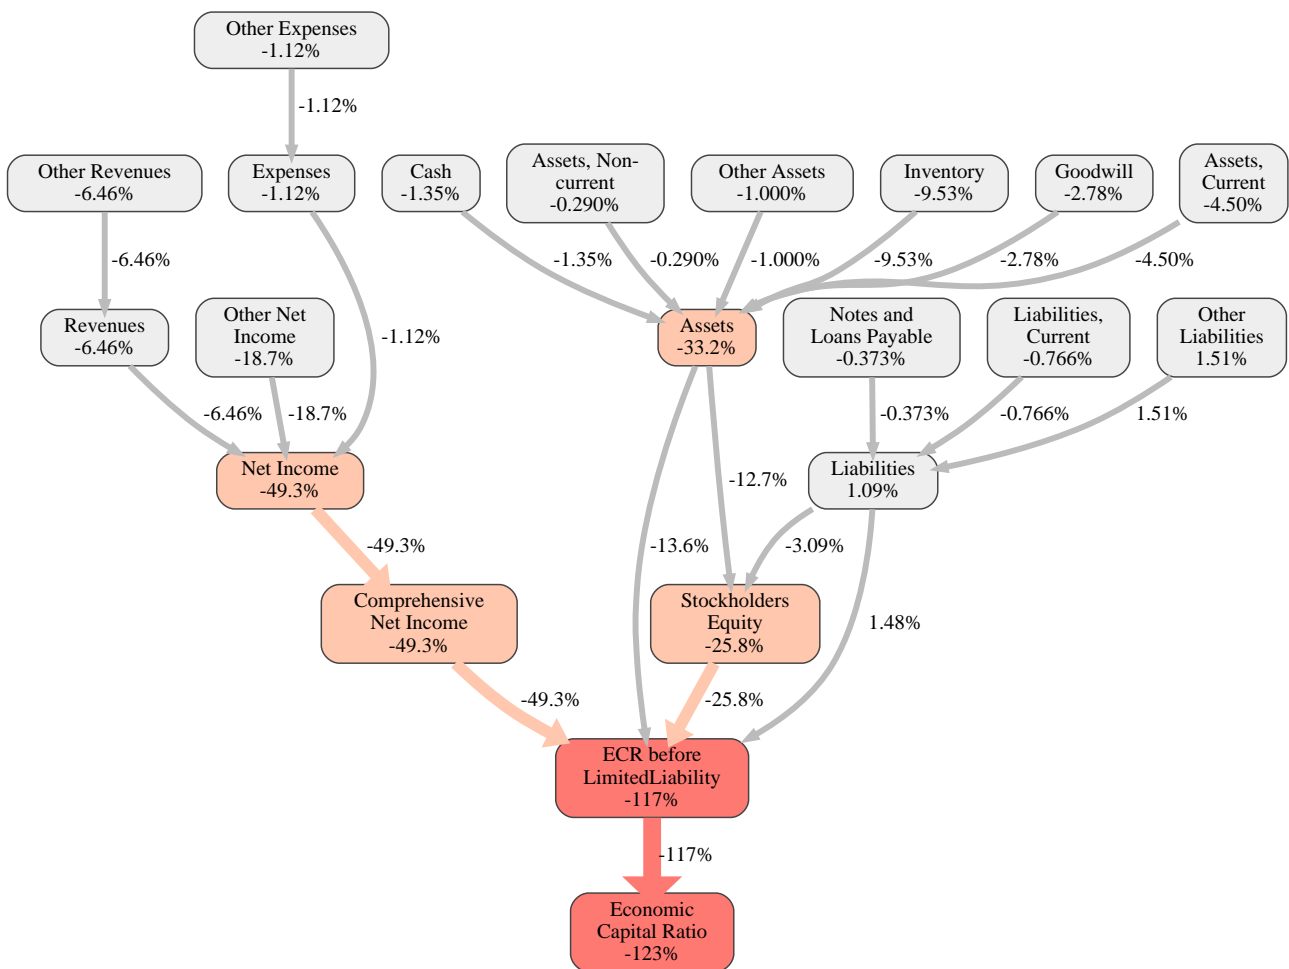 Other Expenses
-1.12%
-1.12%
Other Revenues
-6.46%
Expenses
-1.12%
Cash
-1.35%
Assets, Non-
current
-0.290%
Other Assets
-1.000%
Inventory
-9.53%
Goodwill
-2.78%
Assets,
Current
-4.50%
-6.46%
-1.35%
-0.290%
-1.000%
-9.53%
-2.78%
-4.50%
Revenues
-6.46%
Other Net
Income
-18.7%
-1.12%
Assets
-33.2%
Notes and
Loans Payable
-0.373%
Liabilities,
Current
-0.766%
Other
Liabilities
1.51%
-6.46%
-18.7%
-0.373%
-0.766%
1.51%
Net Income
-49.3%
-12.7%
Liabilities
1.09%
-49.3%
-13.6%
-3.09%
Comprehensive
Net Income
-49.3%
Stockholders
Equity
-25.8%
1.48%
-49.3%
-25.8%
ECR before
LimitedLiability
-117%
-117%
Economic
Capital Ratio
-123%